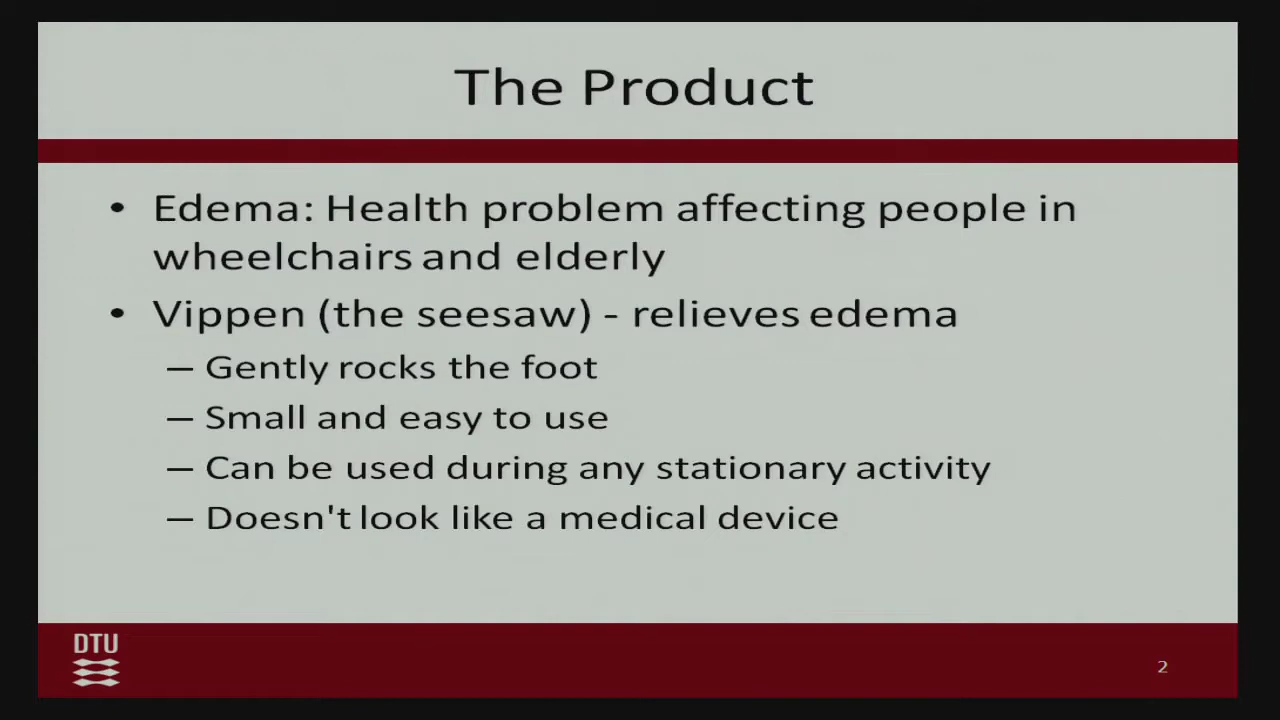 The Product
• Edema: Health problem affecting people in
wheelchairs and elderly
• Vippen (the seesaw) - relieves edema
– Gently rocks the foot
– Small and easy to use
– Can be used during any stationary activity
– Doesn't look like a medical device
DTU
2